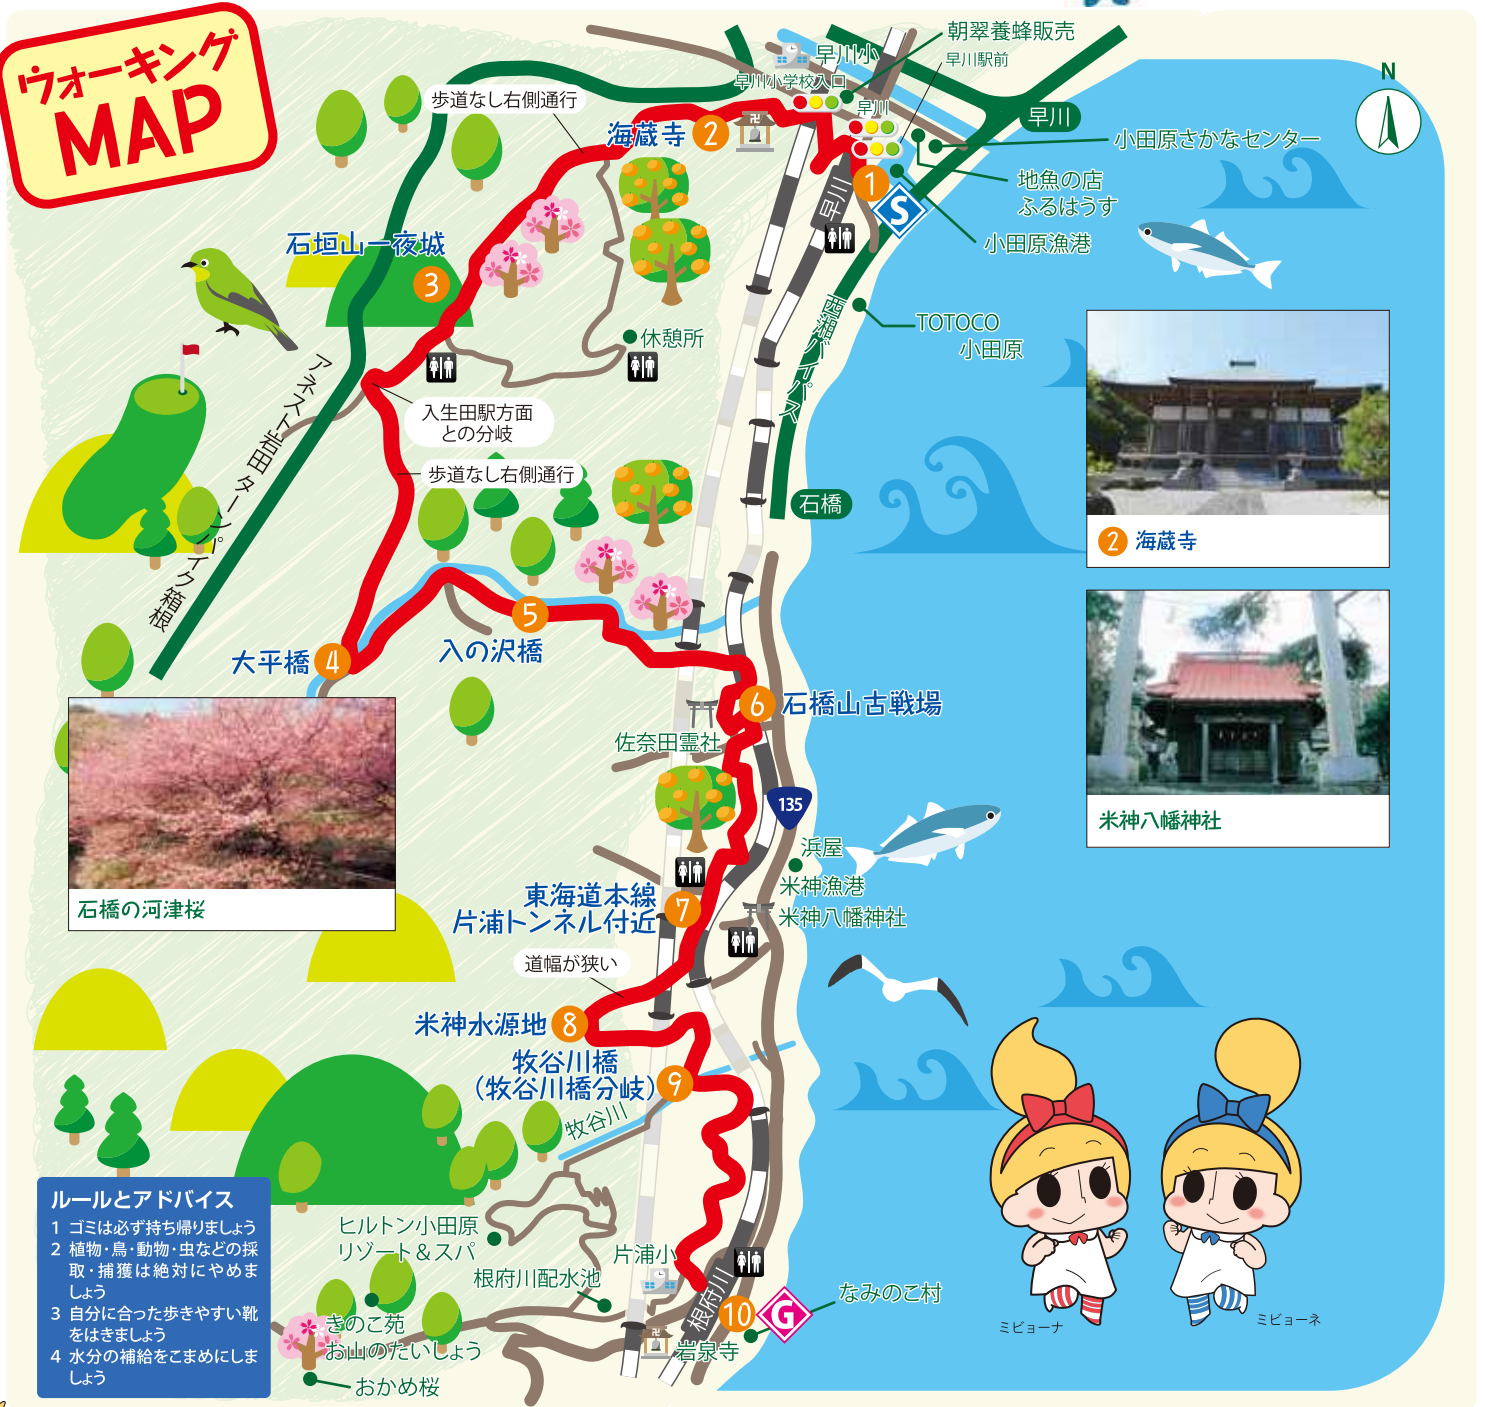 ウォーキング
MAP
N
朝翠養蜂販売
早川小
早川駅前
早川小学校入口
早川
早川
小田原さかなセンター
地魚の店
ふるはうす
小田原漁港
歩道なし右側通行
海蔵寺 2
1
S
早川
石垣山一夜城
3
休憩所
西湘バイパス
TOTOCO
小田原
アネスト岩田ターンパイク箱根
入生田駅方面
との分岐
歩道なし右側通行
石橋
2 海蔵寺
5
入の沢橋
大平橋 4
6 石橋山古戦場
佐奈田霊社
135
米神八幡神社
浜屋
米神漁港
米神八幡神社
石橋の河津桜
東海道本線
片浦トンネル付近
7
道幅が狭い
米神水源地 8
牧谷川橋
(牧谷川橋分岐)
9
牧谷川
ルールとアドバイス
1 ゴミは必ず持ち帰りましょう
2 植物・鳥・動物・虫などの採
取・捕獲は絶対にやめま
しょう
3 自分に合った歩きやすい靴
をはきましょう
4 水分の補給をこまめにしま
しょう
ヒルトン小田原
リゾート&スパ
片浦小
根府川配水池
根府川
10
G
なみのこ村
岩泉寺
きのこ苑
お山のたいしょう
おかめ桜
ミビョーナ
ミビョーネ